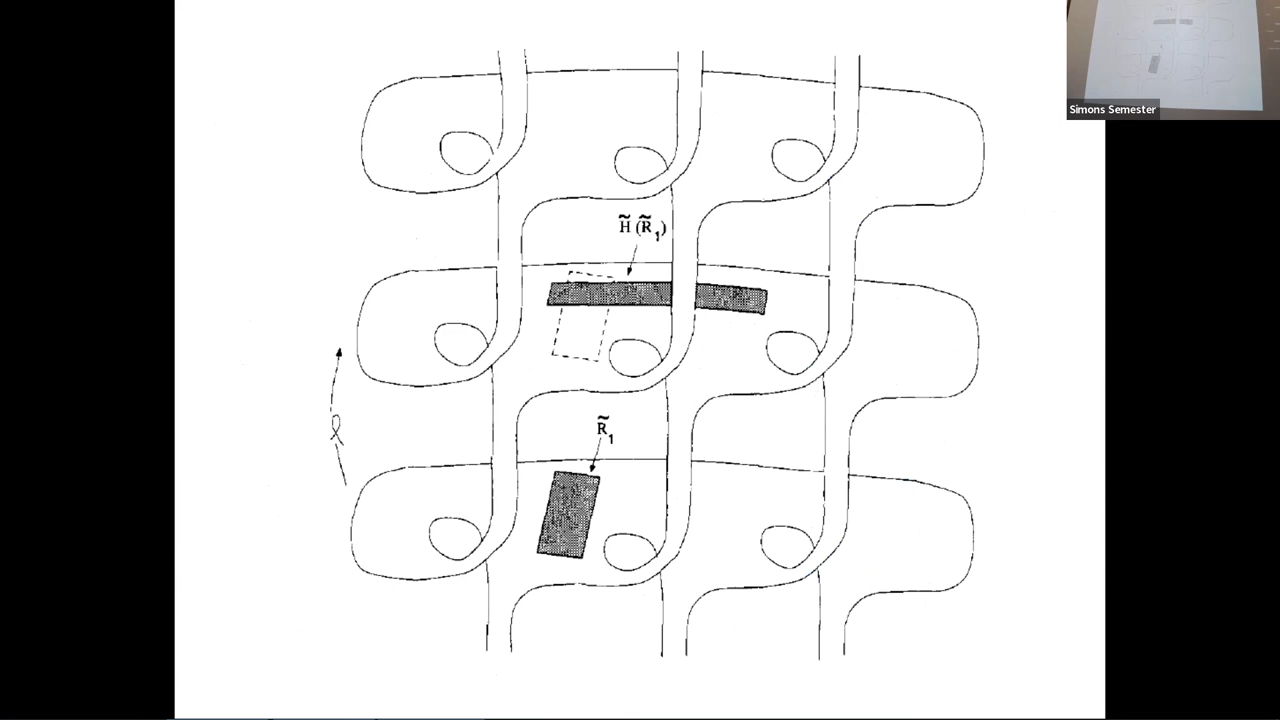 Simons Semester
H̃(R̃₁)
R̃₁